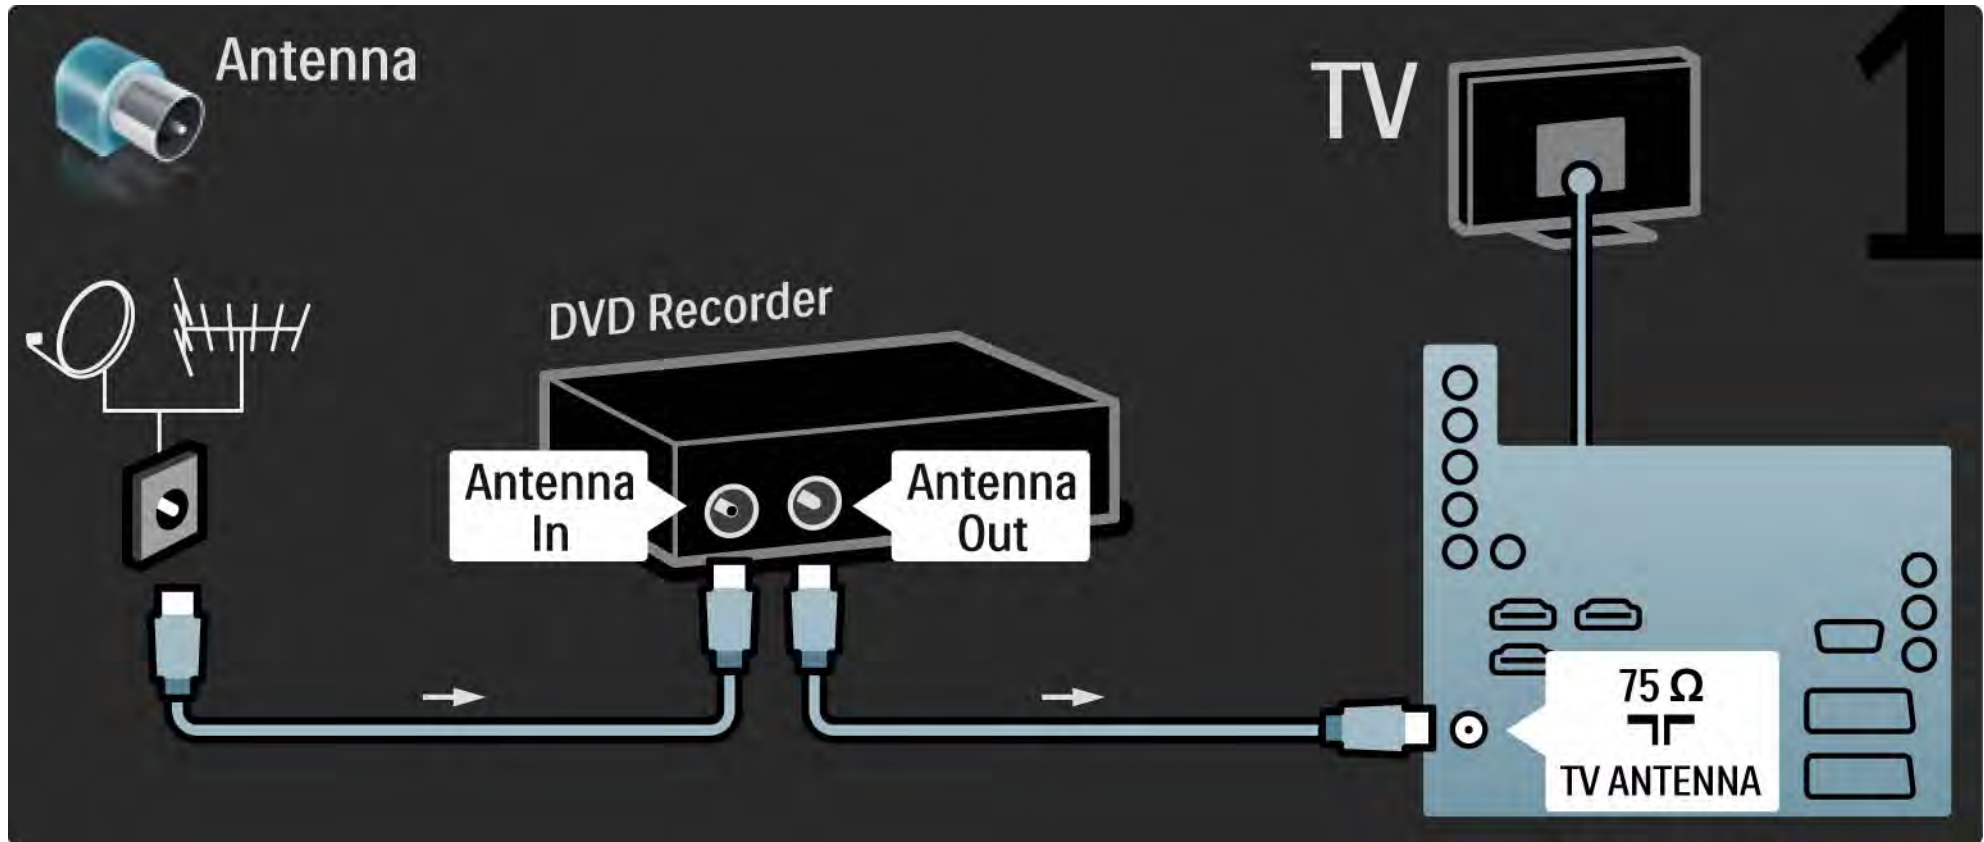 Antenna
TV
1
DVD Recorder
Antenna
In
Antenna
Out
75 Ω
TV ANTENNA